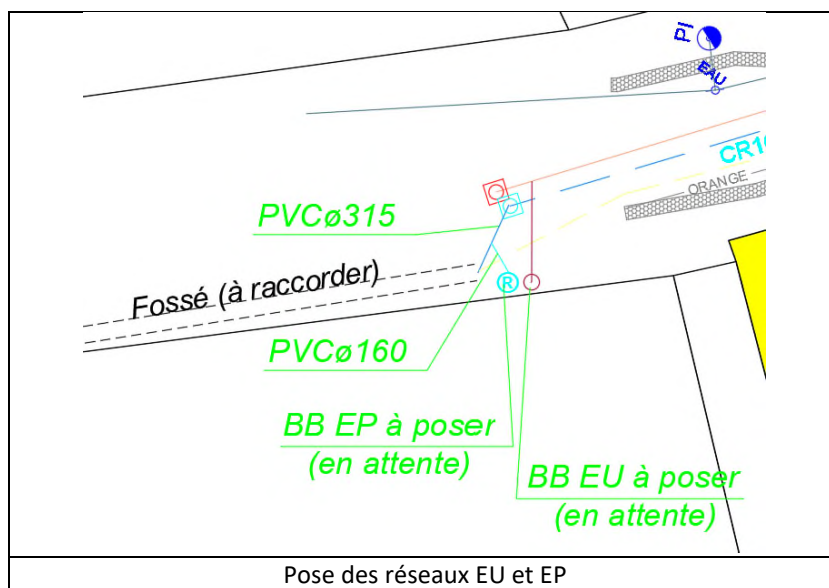 PI
EAU
CR10
ORANGE
PVCø315
Fossé (à raccorder)
R
PVCø160
BB EP à poser
(en attente)
BB EU à poser
(en attente)
Pose des réseaux EU et EP